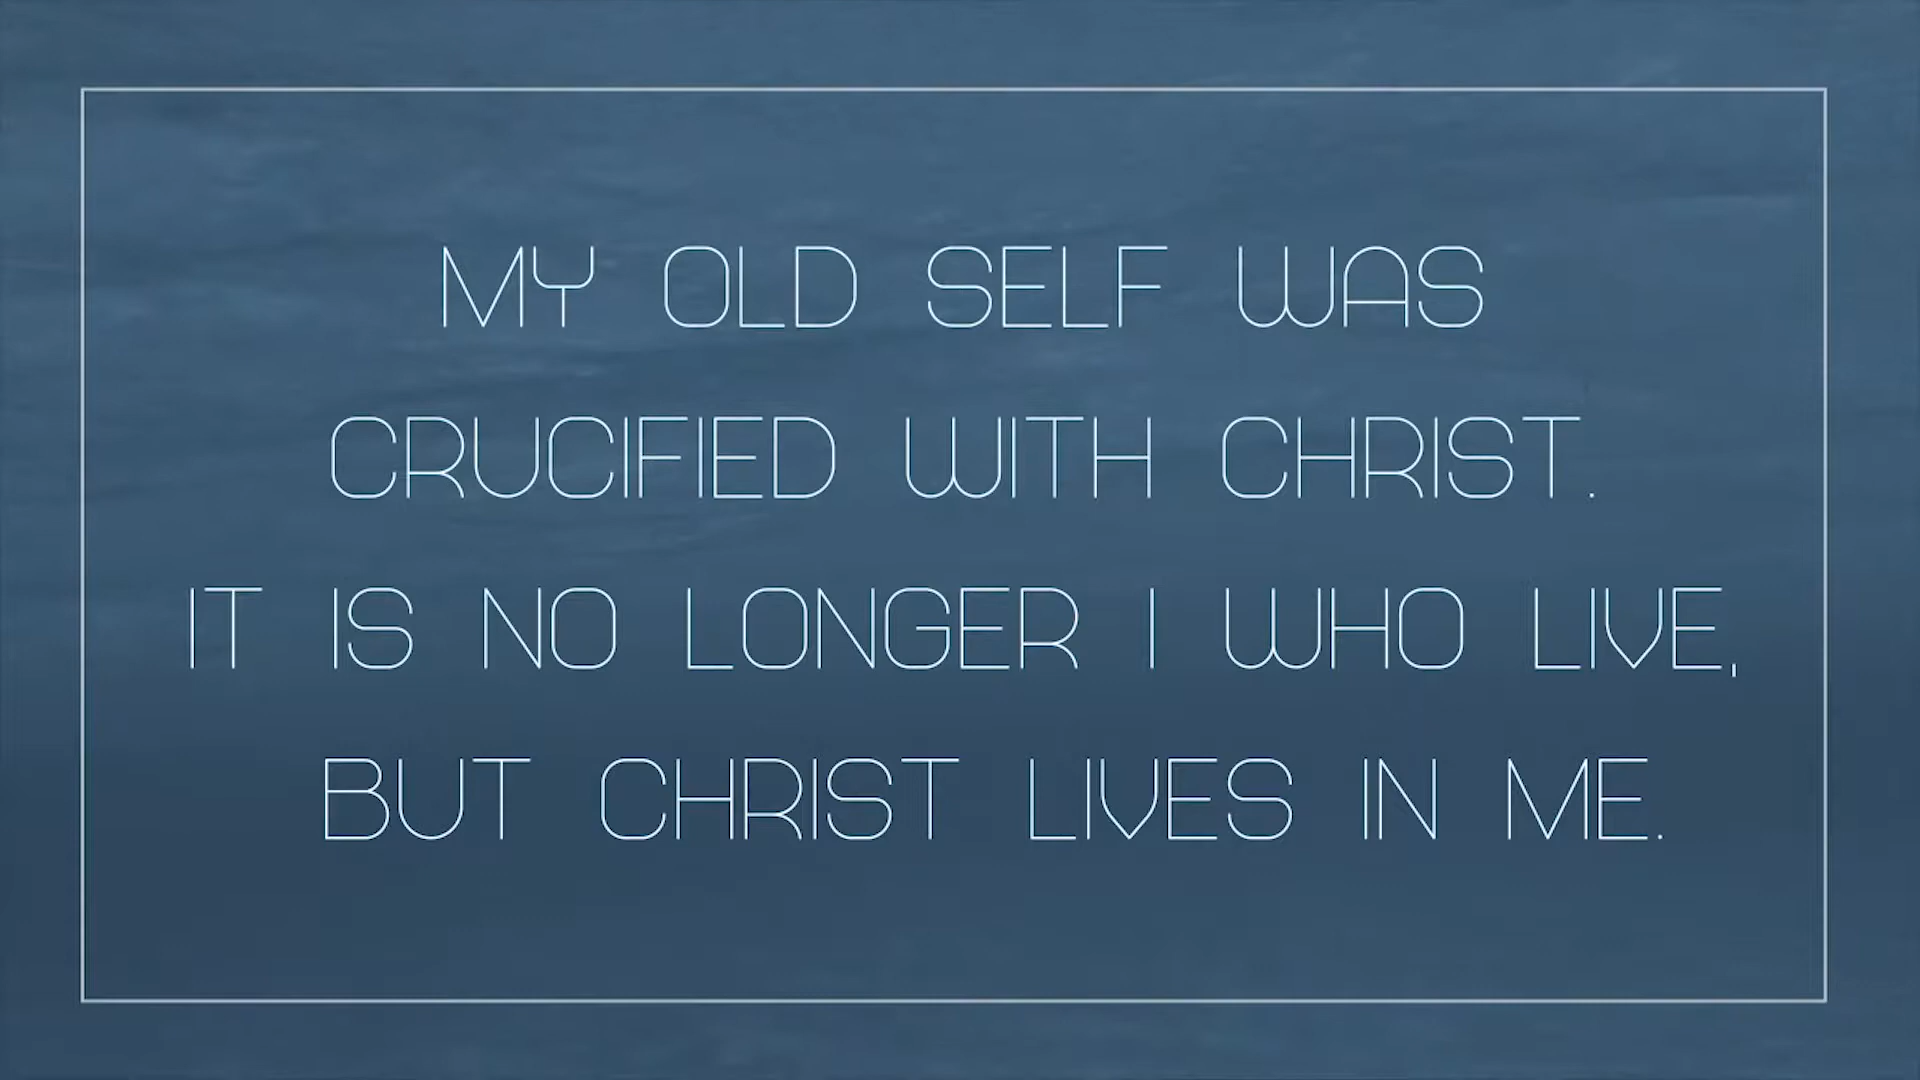 MY OLD SELF WAS
CRUCIFIED WITH CHRIST.
IT IS NO LONGER I WHO LIVE,
BUT CHRIST LIVES IN ME.